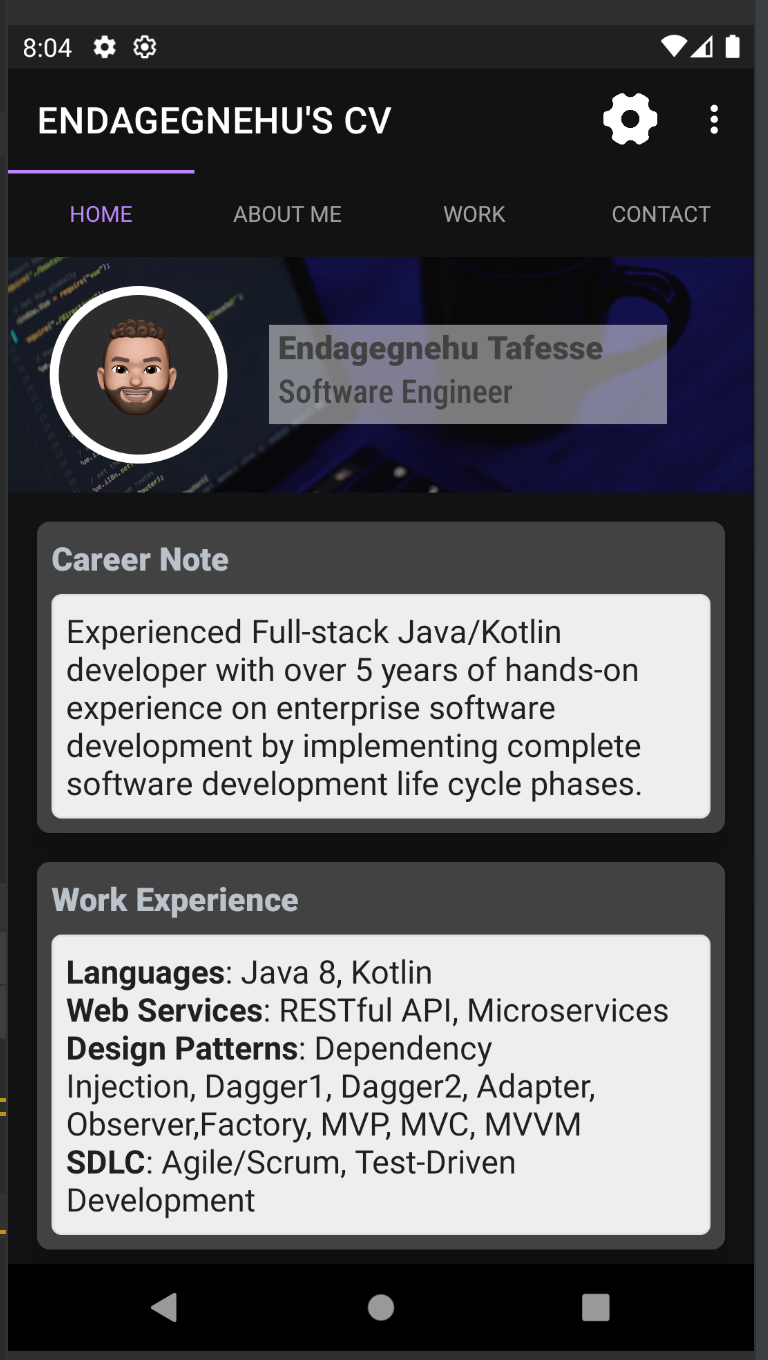 8:04
ENDAGEGNEHU'S CV
HOME ABOUT ME WORK CONTACT
Endagegnehu Tafesse
Software Engineer
Career Note
Experienced Full-stack Java/Kotlin
developer with over 5 years of hands-on
experience on enterprise software
development by implementing complete
software development life cycle phases.
Work Experience
Languages: Java 8, Kotlin
Web Services: RESTful API, Microservices
Design Patterns: Dependency
Injection, Dagger1, Dagger2, Adapter,
Observer,Factory, MVP, MVC, MVVM
SDLC: Agile/Scrum, Test-Driven
Development